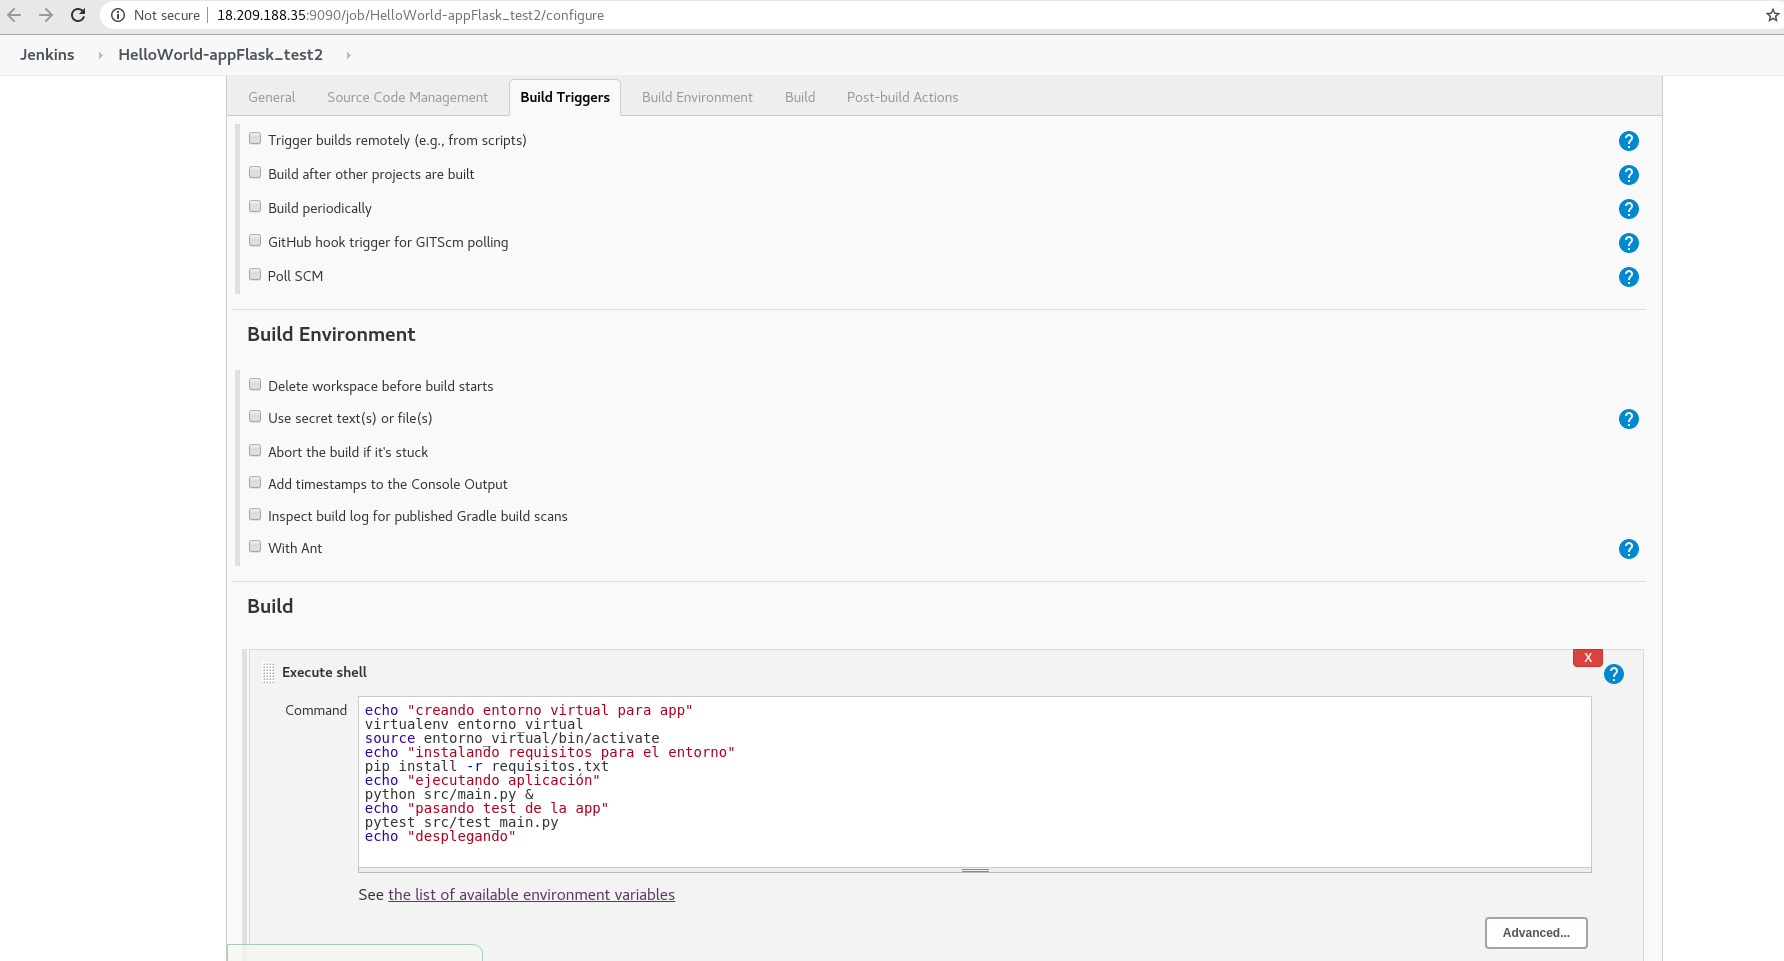 Not secure | 18.209.188.35:9090/job/HelloWorld-appFlask_test2/configure
Jenkins HelloWorld-appFlask_test2
General Source Code Management Build Triggers Build Environment Build Post-build Actions
Trigger builds remotely (e.g., from scripts) ?
Build after other projects are built ?
Build periodically ?
GitHub hook trigger for GITScm polling ?
Poll SCM ?
Build Environment
Delete workspace before build starts
Use secret text(s) or file(s) ?
Abort the build if it's stuck
Add timestamps to the Console Output
Inspect build log for published Gradle build scans
With Ant ?
Build
X
Execute shell ?
Command
echo "creando entorno virtual para app"
virtualenv entorno_virtual
source entorno_virtual/bin/activate
echo "instalando requisitos para el entorno"
pip install -r requisitos.txt
echo "ejecutando aplicación"
python src/main.py &
echo "pasando test de la app"
pytest src/test_main.py
echo "desplegando"
See the list of available environment variables
Advanced...